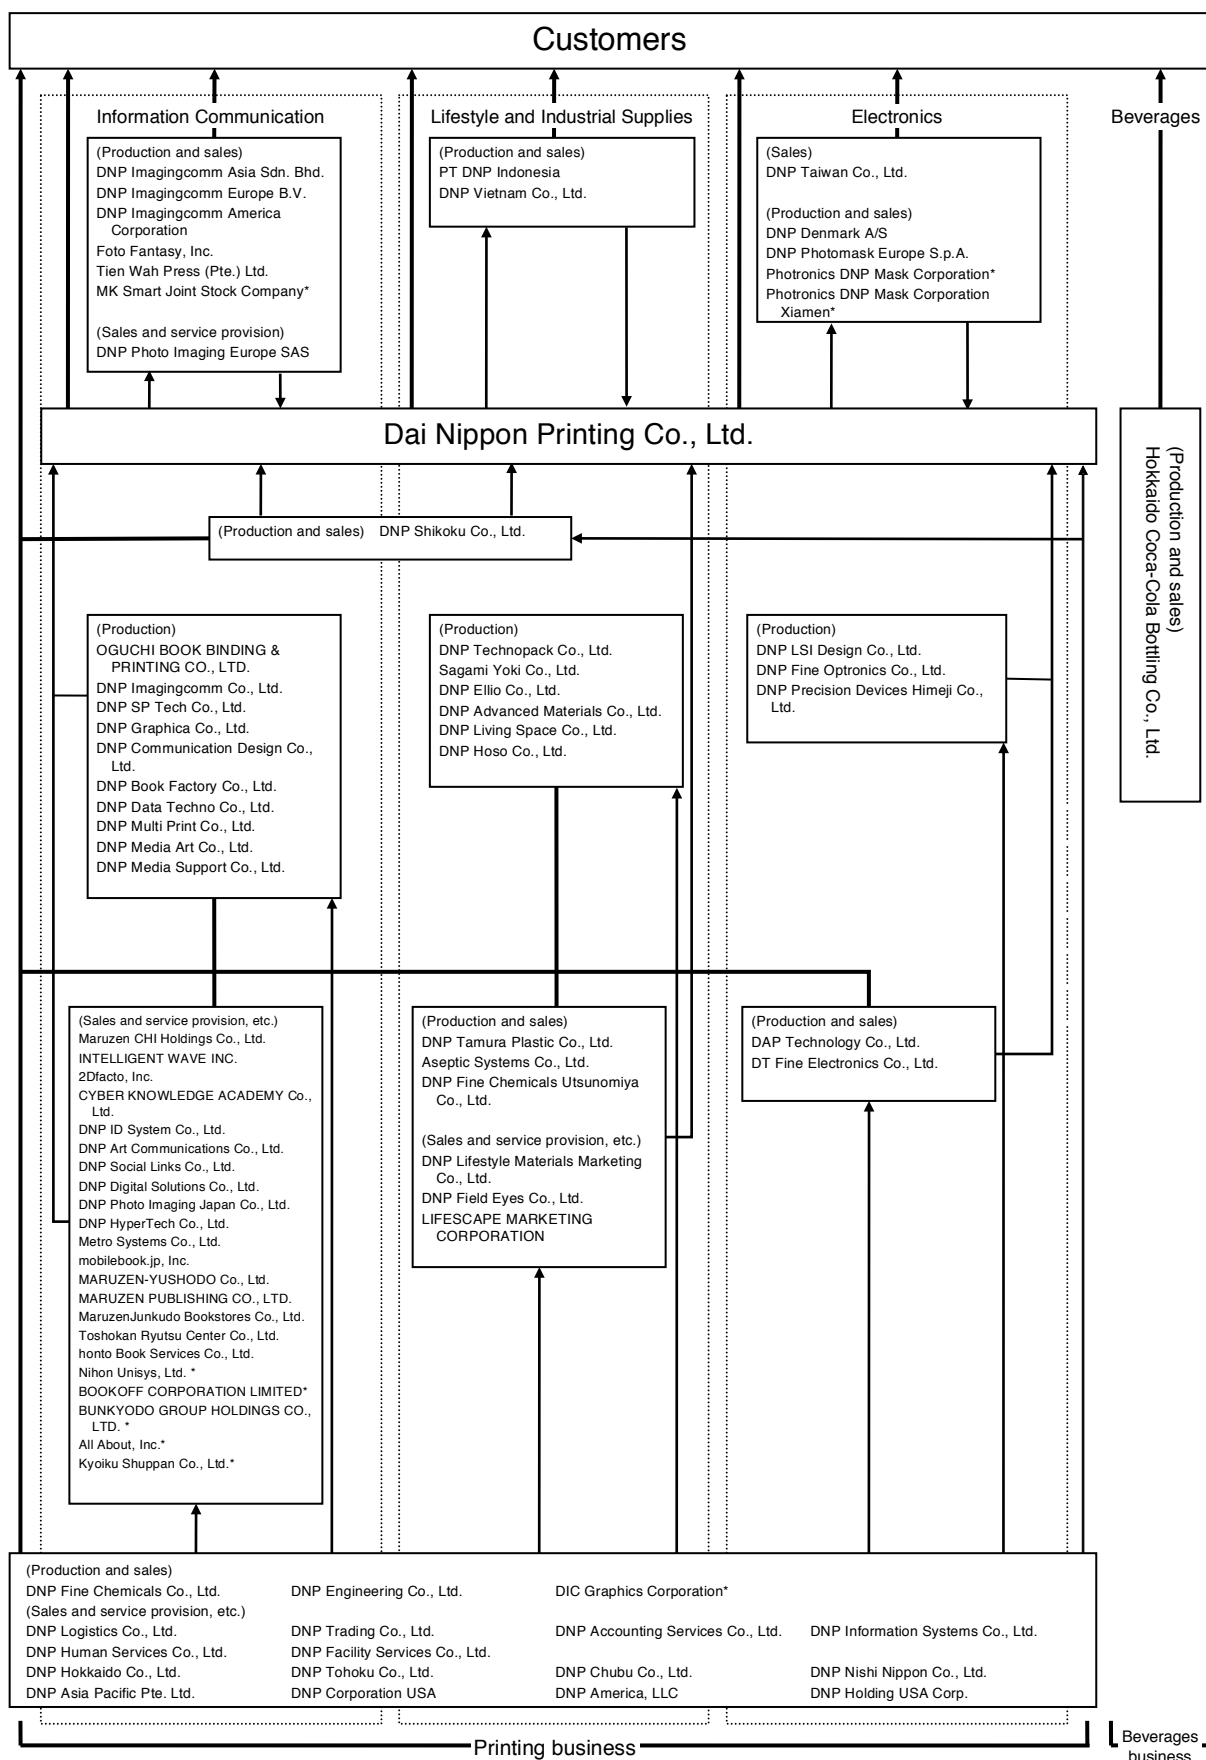 Customers
Information Communication
(Production and sales)
DNP Imagingcomm Asia Sdn. Bhd.
DNP Imagingcomm Europe B.V.
DNP Imagingcomm America
Corporation
Foto Fantasy, Inc.
Tien Wah Press (Pte.) Ltd.
MK Smart Joint Stock Company*
(Sales and service provision)
DNP Photo Imaging Europe SAS
Lifestyle and Industrial Supplies
(Production and sales)
PT DNP Indonesia
DNP Vietnam Co., Ltd.
Electronics
(Sales)
DNP Taiwan Co., Ltd.
(Production and sales)
DNP Denmark A/S
DNP Photomask Europe S.p.A.
Photronics DNP Mask Corporation*
Photronics DNP Mask Corporation
Xiamen*
Beverages
Dai Nippon Printing Co., Ltd.
(Production and sales)
Hokkaido Coca-Cola Bottling Co., Ltd.
(Production and sales) DNP Shikoku Co., Ltd.
(Production)
OGUCHI BOOK BINDING &
PRINTING CO., LTD.
DNP Imagingcomm Co., Ltd.
DNP SP Tech Co., Ltd.
DNP Graphica Co., Ltd.
DNP Communication Design Co.,
Ltd.
DNP Book Factory Co., Ltd.
DNP Data Techno Co., Ltd.
DNP Multi Print Co., Ltd.
DNP Media Art Co., Ltd.
DNP Media Support Co., Ltd.
(Production)
DNP Technopack Co., Ltd.
Sagami Yoki Co., Ltd.
DNP Ellio Co., Ltd.
DNP Advanced Materials Co., Ltd.
DNP Living Space Co., Ltd.
DNP Hoso Co., Ltd.
(Production)
DNP LSI Design Co., Ltd.
DNP Fine Optronics Co., Ltd.
DNP Precision Devices Himeji Co.,
Ltd.
(Sales and service provision, etc.)
Maruzen CHI Holdings Co., Ltd.
INTELLIGENT WAVE INC.
2Dfacto, Inc.
CYBER KNOWLEDGE ACADEMY Co.,
Ltd.
DNP ID System Co., Ltd.
DNP Art Communications Co., Ltd.
DNP Social Links Co., Ltd.
DNP Digital Solutions Co., Ltd.
DNP Photo Imaging Japan Co., Ltd.
DNP HyperTech Co., Ltd.
Metro Systems Co., Ltd.
mobilebook.jp, Inc.
MARUZEN-YUSHODO Co., Ltd.
MARUZEN PUBLISHING CO., LTD.
MaruzenJunkudo Bookstores Co., Ltd.
Toshokan Ryutsu Center Co., Ltd.
honto Book Services Co., Ltd.
Nihon Unisys, Ltd. *
BOOKOFF CORPORATION LIMITED*
BUNKYODO GROUP HOLDINGS CO.,
LTD. *
All About, Inc.*
Kyoiku Shuppan Co., Ltd.*
(Production and sales)
DNP Tamura Plastic Co., Ltd.
Aseptic Systems Co., Ltd.
DNP Fine Chemicals Utsunomiya
Co., Ltd.
(Sales and service provision, etc.)
DNP Lifestyle Materials Marketing
Co., Ltd.
DNP Field Eyes Co., Ltd.
LIFESCAPE MARKETING
CORPORATION
(Production and sales)
DAP Technology Co., Ltd.
DT Fine Electronics Co., Ltd.
(Production and sales)
DNP Fine Chemicals Co., Ltd. DNP Engineering Co., Ltd. DIC Graphics Corporation*
(Sales and service provision, etc.)
DNP Logistics Co., Ltd. DNP Trading Co., Ltd. DNP Accounting Services Co., Ltd. DNP Information Systems Co., Ltd.
DNP Human Services Co., Ltd. DNP Facility Services Co., Ltd.
DNP Hokkaido Co., Ltd. DNP Tohoku Co., Ltd. DNP Chubu Co., Ltd. DNP Nishi Nippon Co., Ltd.
DNP Asia Pacific Pte. Ltd. DNP Corporation USA DNP America, LLC DNP Holding USA Corp.
Printing business
Beverages
business